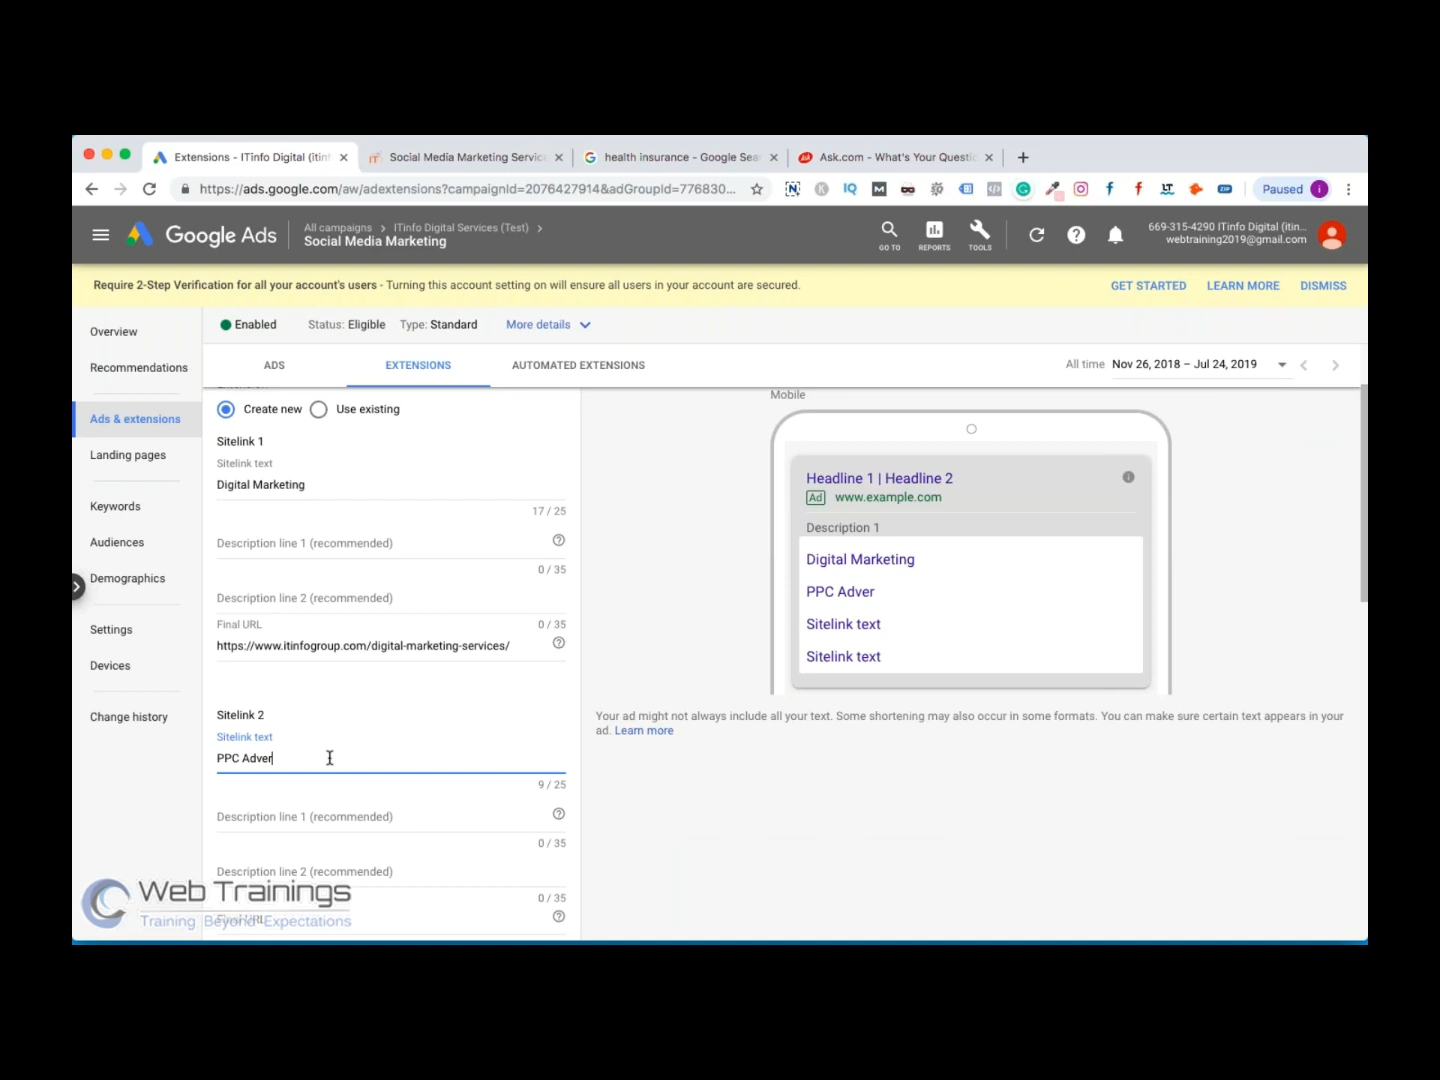 Extensions - ITinfo Digital (itinf
Social Media Marketing Service
health insurance - Google Sea
Ask.com - What's Your Questic
https://ads.google.com/aw/adextensions?campaignId=2076427914&adGroupId=776830...
Paused
i
Google Ads
All campaigns > ITinfo Digital Services (Test) >
Social Media Marketing
GO TO
REPORTS
TOOLS
669-315-4290 ITinfo Digital (itin...
webtraining2019@gmail.com
Require 2-Step Verification for all your account's users - Turning this account setting on will ensure all users in your account are secured.
GET STARTED
LEARN MORE
DISMISS
Overview
Recommendations
Ads & extensions
Landing pages
Keywords
Audiences
Demographics
Settings
Devices
Change history
Enabled
Status: Eligible
Type: Standard
More details
ADS
EXTENSIONS
AUTOMATED EXTENSIONS
All time
Nov 26, 2018 – Jul 24, 2019
Create new
Use existing
Sitelink 1
Sitelink text
Digital Marketing
17 / 25
Description line 1 (recommended)
0 / 35
Description line 2 (recommended)
Final URL
0 / 35
https://www.itinfogroup.com/digital-marketing-services/
Sitelink 2
Sitelink text
PPC Adver
9 / 25
Description line 1 (recommended)
0 / 35
Description line 2 (recommended)
0 / 35
Final URL
Web Trainings
Training Beyond Expectations
Mobile
Headline 1 | Headline 2
Ad www.example.com
Description 1
Digital Marketing
PPC Adver
Sitelink text
Sitelink text
Your ad might not always include all your text. Some shortening may also occur in some formats. You can make sure certain text appears in your
ad. Learn more